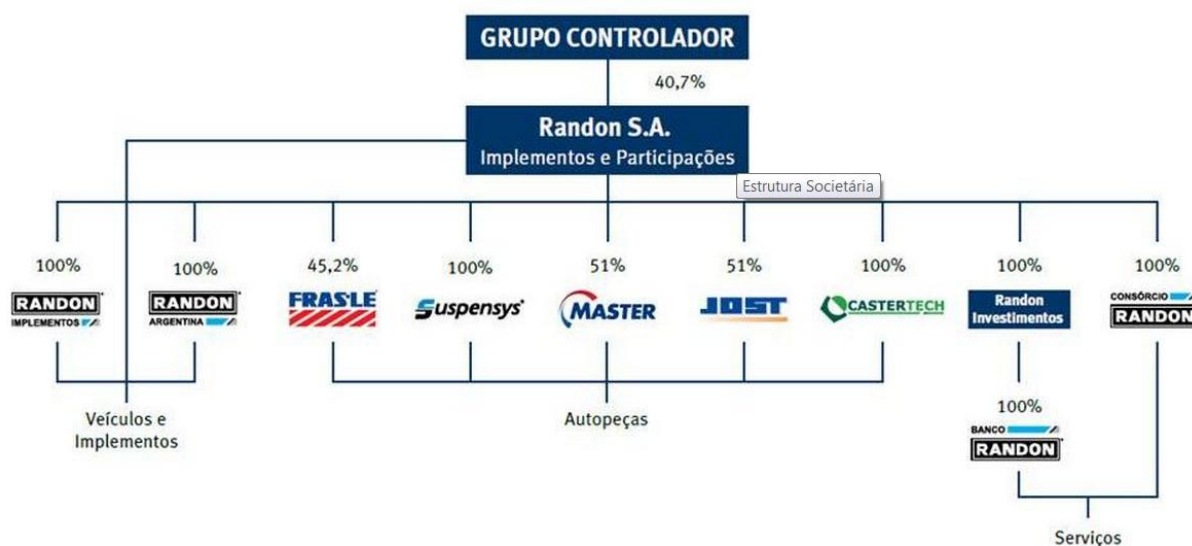 GRUPO CONTROLADOR
40,7%
Randon S.A.
Implementos e Participações
Estrutura Societária
100%
RANDON
IMPLEMENTOS
100%
RANDON
ARGENTINA
45,2%
FRAS-LE
100%
Suspensys
51%
MASTER
51%
JOST
100%
CASTERTECH
100%
Randon
Investimentos
100%
CONSÓRCIO
RANDON
Veículos e
Implementos
Autopeças
100%
BANCO
RANDON
Serviços